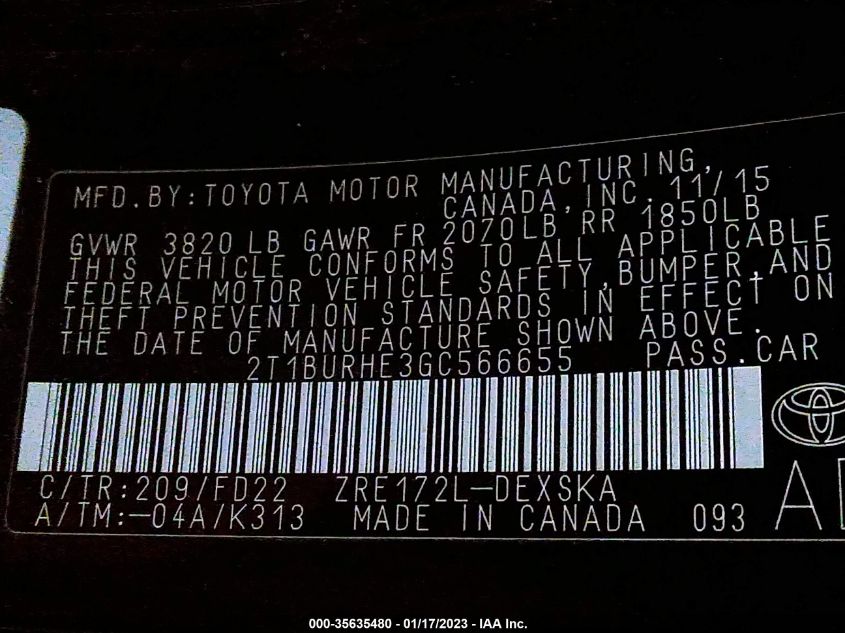 MFD.BY:TOYOTA MOTOR MANUFACTURING,
CANADA,INC. 11/15
GVWR 3820 LB GAWR FR 2070LB RR 1850LB
THIS VEHICLE CONFORMS TO ALL APPLICABLE
FEDERAL MOTOR VEHICLE SAFETY,BUMPER,AND
THEFT PREVENTION STANDARDS IN EFFECT ON
THE DATE OF MANUFACTURE SHOWN ABOVE.
2T1BURHE3GC566655 PASS.CAR
C/TR:209/FD22 ZRE172L-DEXSKA
A/TM:-04A/K313 MADE IN CANADA 093
000-35635480 - 01/17/2023 - IAA Inc.